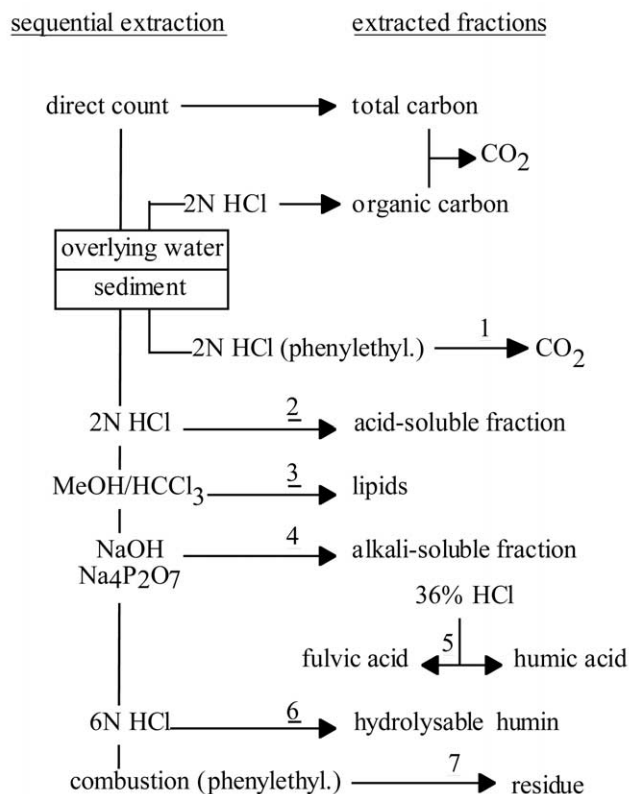 sequential extraction extracted fractions
direct count total carbon
CO2
2N HCl organic carbon
overlying water
sediment
1
2N HCl (phenylethyl.) CO2
2
2N HCl acid-soluble fraction
3
MeOH/HCCl3 lipids
4
NaOH alkali-soluble fraction
Na4P2O7
36% HCl
5
fulvic acid humic acid
6
6N HCl hydrolysable humin
7
combustion (phenylethyl.) residue